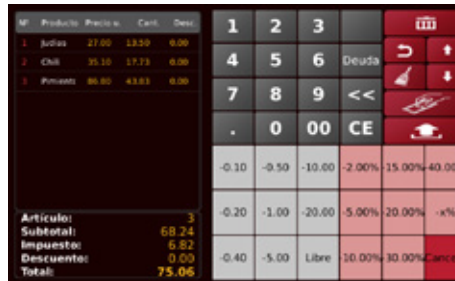 Nº Producto Precio u. Cant. Desc.
1 Judias 27.00 13.50 0.00
2 Chili 35.10 17.73 0.00
3 Pimiento 0.00
Artículo: 3
Subtotal: 68.24
Impuesto: 6.82
Descuento: 0.00
Total: 75.06
1 2 3
4 5 6 Deuda
7 8 9 <<
. 0 00 CE
-0.10 -0.50 -10.00 -2.00% -15.00% -40.00
-0.20 -1.00 -20.00 -5.00% -20.00% -x%
-0.40 -5.00 Libre -10.00% -30.00% Cance